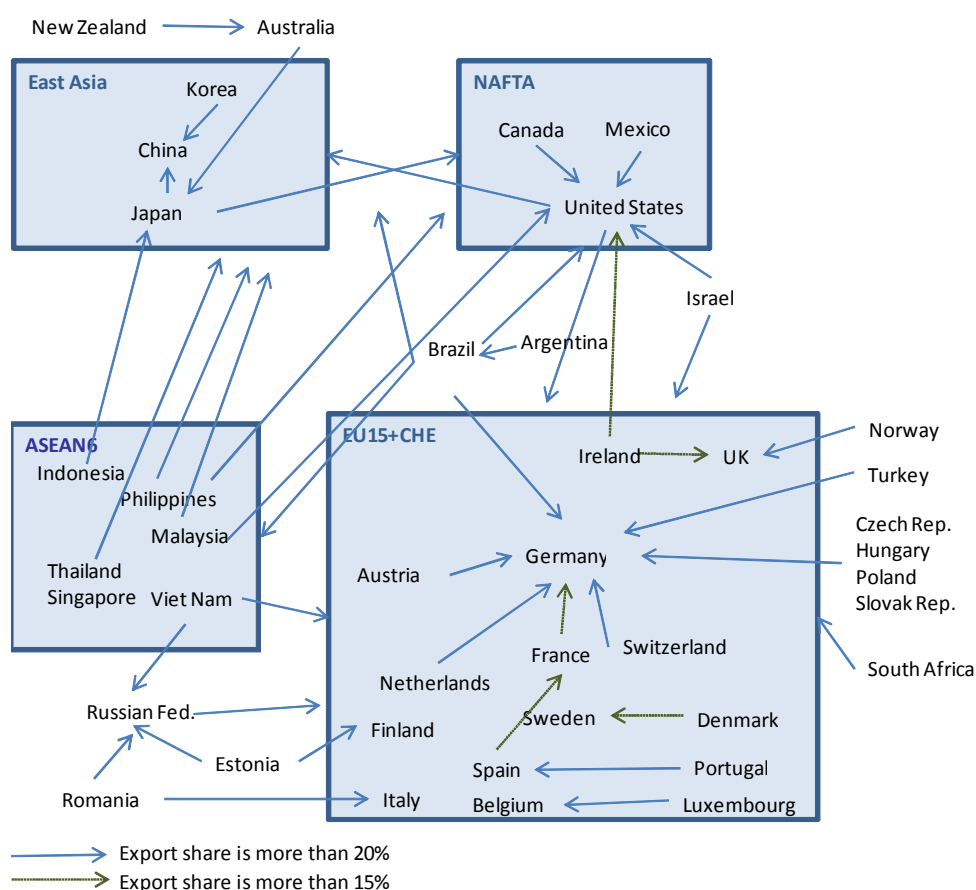 New Zealand
Australia
East Asia
Korea
China
Japan
NAFTA
Canada
Mexico
United States
Israel
Brazil
Argentina
ASEAN6
Indonesia
Philippines
Malaysia
Thailand
Singapore
Viet Nam
EU15+CHE
Ireland
UK
Norway
Turkey
Czech Rep.
Hungary
Poland
Slovak Rep.
Germany
Austria
France
Switzerland
Netherlands
South Africa
Russian Fed.
Finland
Sweden
Denmark
Estonia
Spain
Portugal
Romania
Italy
Belgium
Luxembourg
Export share is more than 20%
Export share is more than 15%